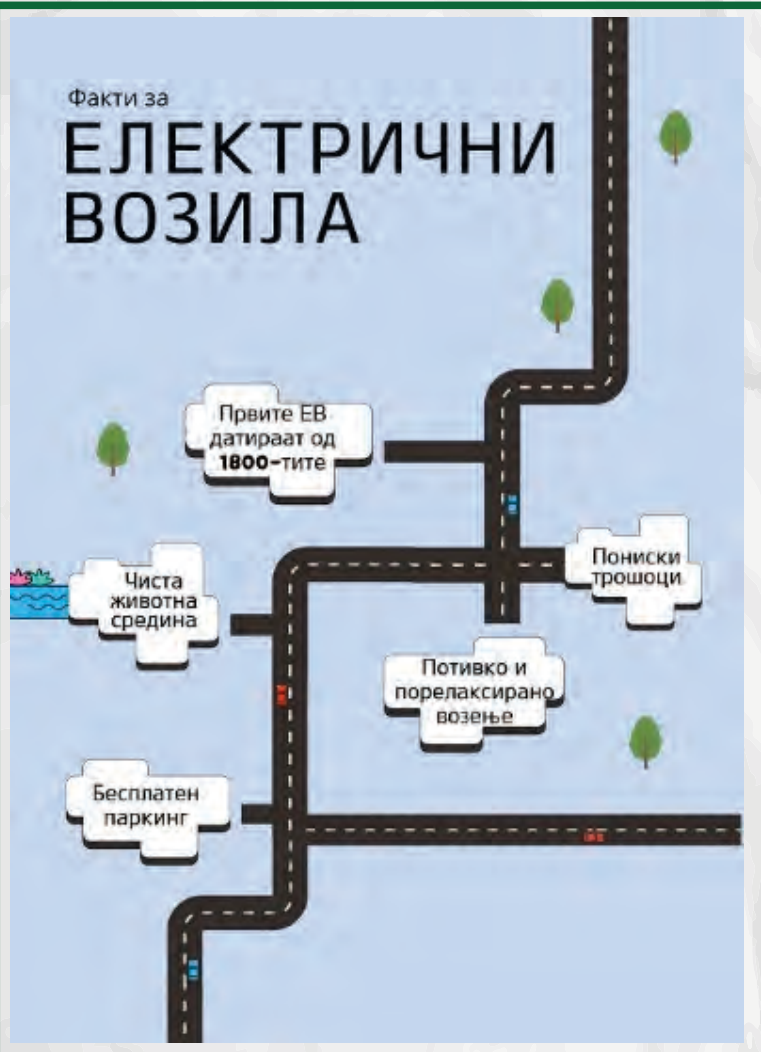 Факти за
ЕЛЕКТРИЧНИ
ВОЗИЛА
Првите ЕВ
датираат од
1800-тите
Чиста
животна
средина
Пониски
трошоци
Потивко и
порелаксирано
возење
Бесплатен
паркинг